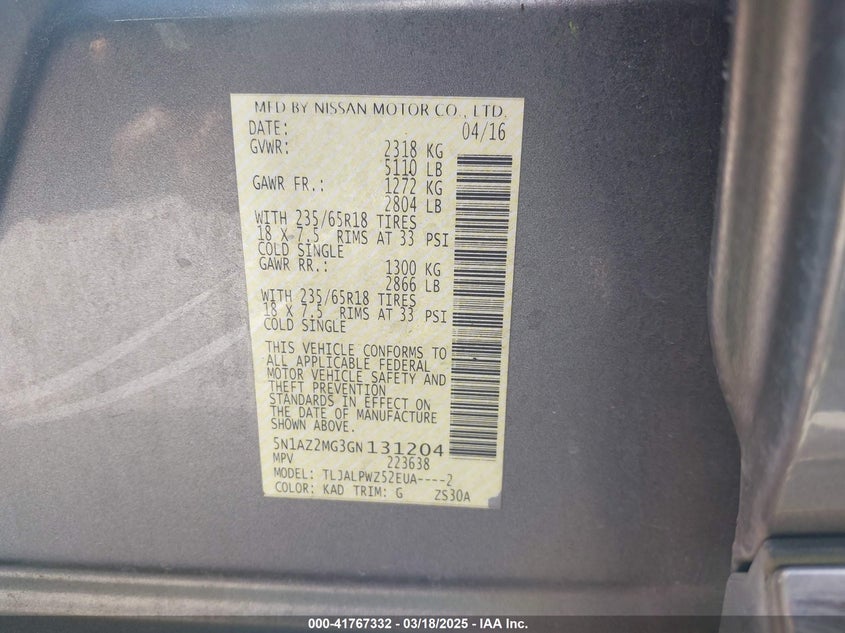 MFD BY NISSAN MOTOR CO., LTD.
DATE: 04/16
GVWR: 2318 KG
5110 LB
GAWR FR.: 1272 KG
2804 LB
WITH 235/65R18 TIRES
18 X 7.5 RIMS AT 33 PSI
COLD SINGLE
GAWR RR.: 1300 KG
2866 LB
WITH 235/65R18 TIRES
18 X 7.5 RIMS AT 33 PSI
COLD SINGLE
THIS VEHICLE CONFORMS TO
ALL APPLICABLE FEDERAL
MOTOR VEHICLE SAFETY AND
THEFT PREVENTION
STANDARDS IN EFFECT ON
THE DATE OF MANUFACTURE
SHOWN ABOVE.
5N1AZ2MG3GN131204
MPV 223638
MODEL: TLJALPWZ52EUA----2
COLOR: KAD TRIM: G ZS30A
000-41767332 - 03/18/2025 - IAA Inc.